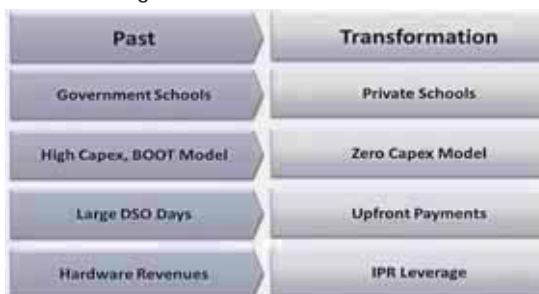 Past
Transformation
Government Schools
Private Schools
High Capex, BOOT Model
Zero Capex Model
Large DSO Days
Upfront Payments
Hardware Revenues
IPR Leverage